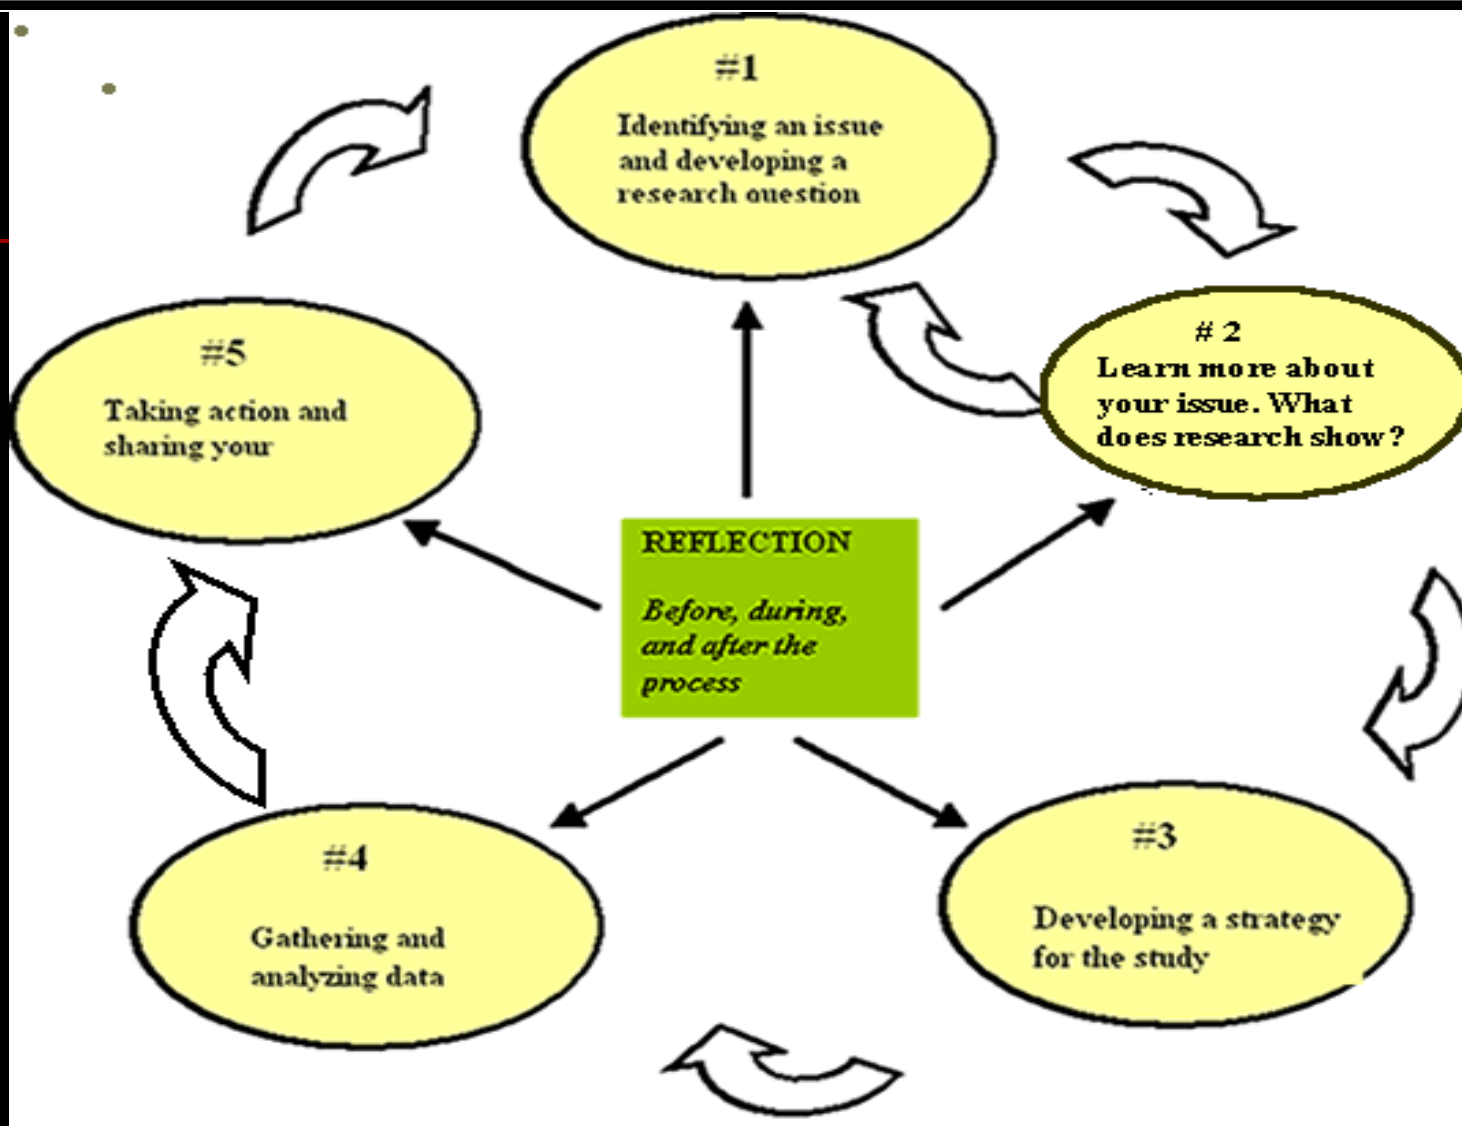 #1
Identifying an issue
and developing a
research question
# 2
Learn more about
your issue. What
does research show?
#3
Developing a strategy
for the study
#4
Gathering and
analyzing data
#5
Taking action and
sharing your
REFLECTION
Before, during,
and after the
process